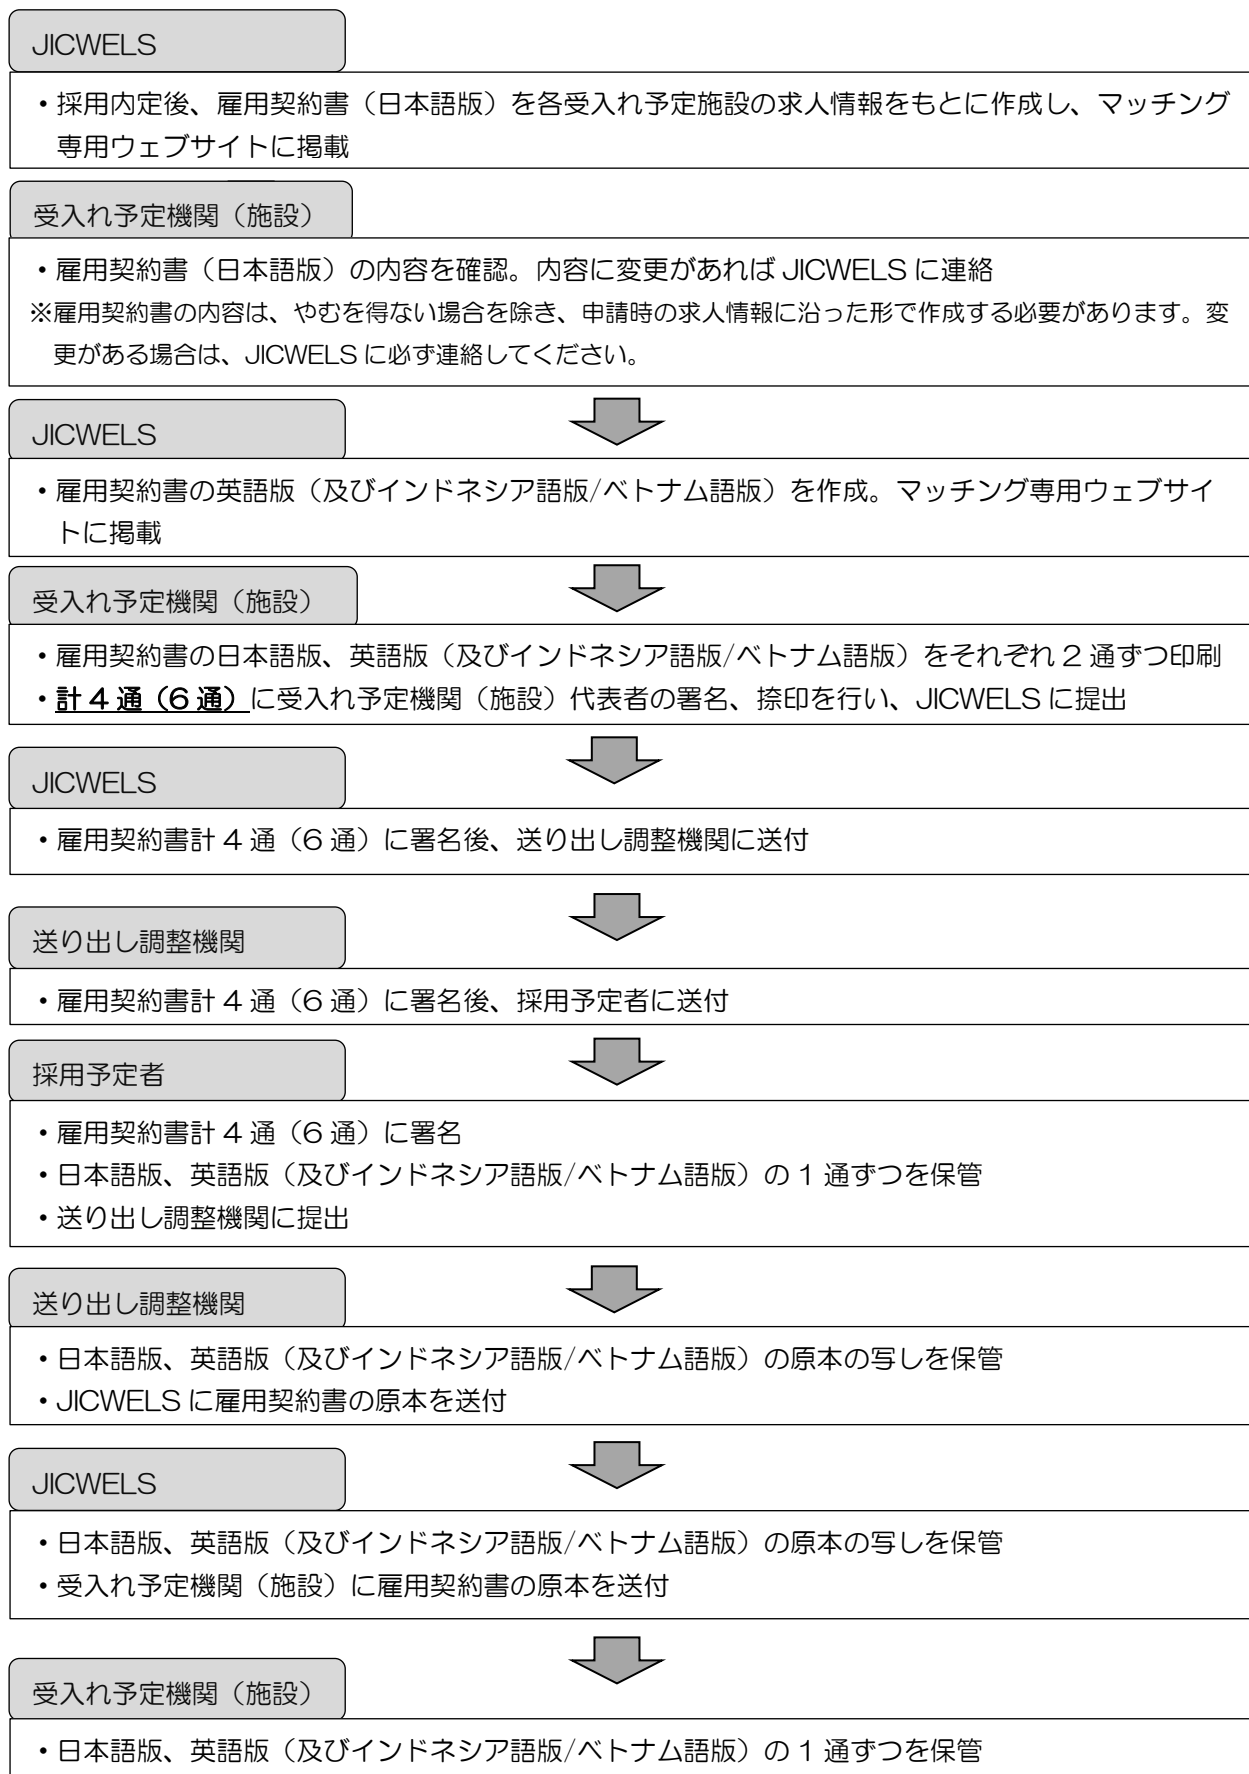 JICWELS
・採用内定後、雇用契約書（日本語版）を各受入れ予定施設の求人情報をもとに作成し、マッチング
専用ウェブサイトに掲載
受入れ予定機関（施設）
・雇用契約書（日本語版）の内容を確認。内容に変更があれば JICWELS に連絡
※雇用契約書の内容は、やむを得ない場合を除き、申請時の求人情報に沿った形で作成する必要があります。変
更がある場合は、JICWELS に必ず連絡してください。
JICWELS
・雇用契約書の英語版（及びインドネシア語版/ベトナム語版）を作成。マッチング専用ウェブサイ
トに掲載
受入れ予定機関（施設）
・雇用契約書の日本語版、英語版（及びインドネシア語版/ベトナム語版）をそれぞれ 2 通ずつ印刷
・計 4 通（6 通）に受入れ予定機関（施設）代表者の署名、捺印を行い、JICWELS に提出
JICWELS
・雇用契約書計 4 通（6 通）に署名後、送り出し調整機関に送付
送り出し調整機関
・雇用契約書計 4 通（6 通）に署名後、採用予定者に送付
採用予定者
・雇用契約書計 4 通（6 通）に署名
・日本語版、英語版（及びインドネシア語版/ベトナム語版）の 1 通ずつを保管
・送り出し調整機関に提出
送り出し調整機関
・日本語版、英語版（及びインドネシア語版/ベトナム語版）の原本の写しを保管
・JICWELS に雇用契約書の原本を送付
JICWELS
・日本語版、英語版（及びインドネシア語版/ベトナム語版）の原本の写しを保管
・受入れ予定機関（施設）に雇用契約書の原本を送付
受入れ予定機関（施設）
・日本語版、英語版（及びインドネシア語版/ベトナム語版）の 1 通ずつを保管